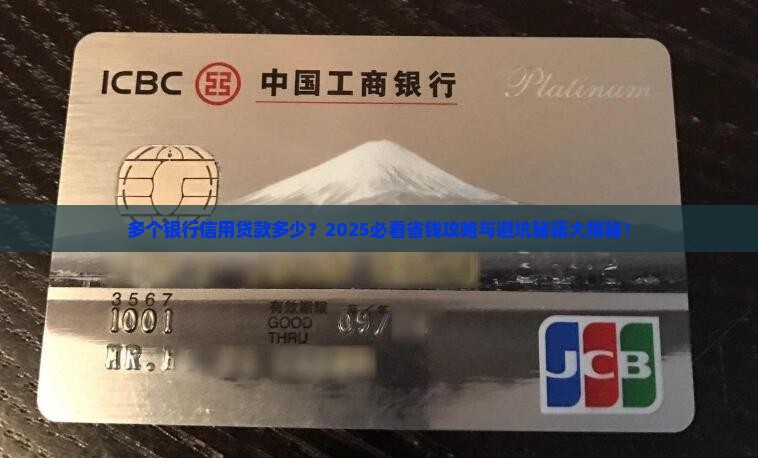 ICBC 中国工商银行 Platinum
多个银行信用贷款多少？2025必看省钱攻略与避坑秘籍大揭秘！
3567
1001
有效期限 月/年
GOOD THRU 09/
MR.H
JCB